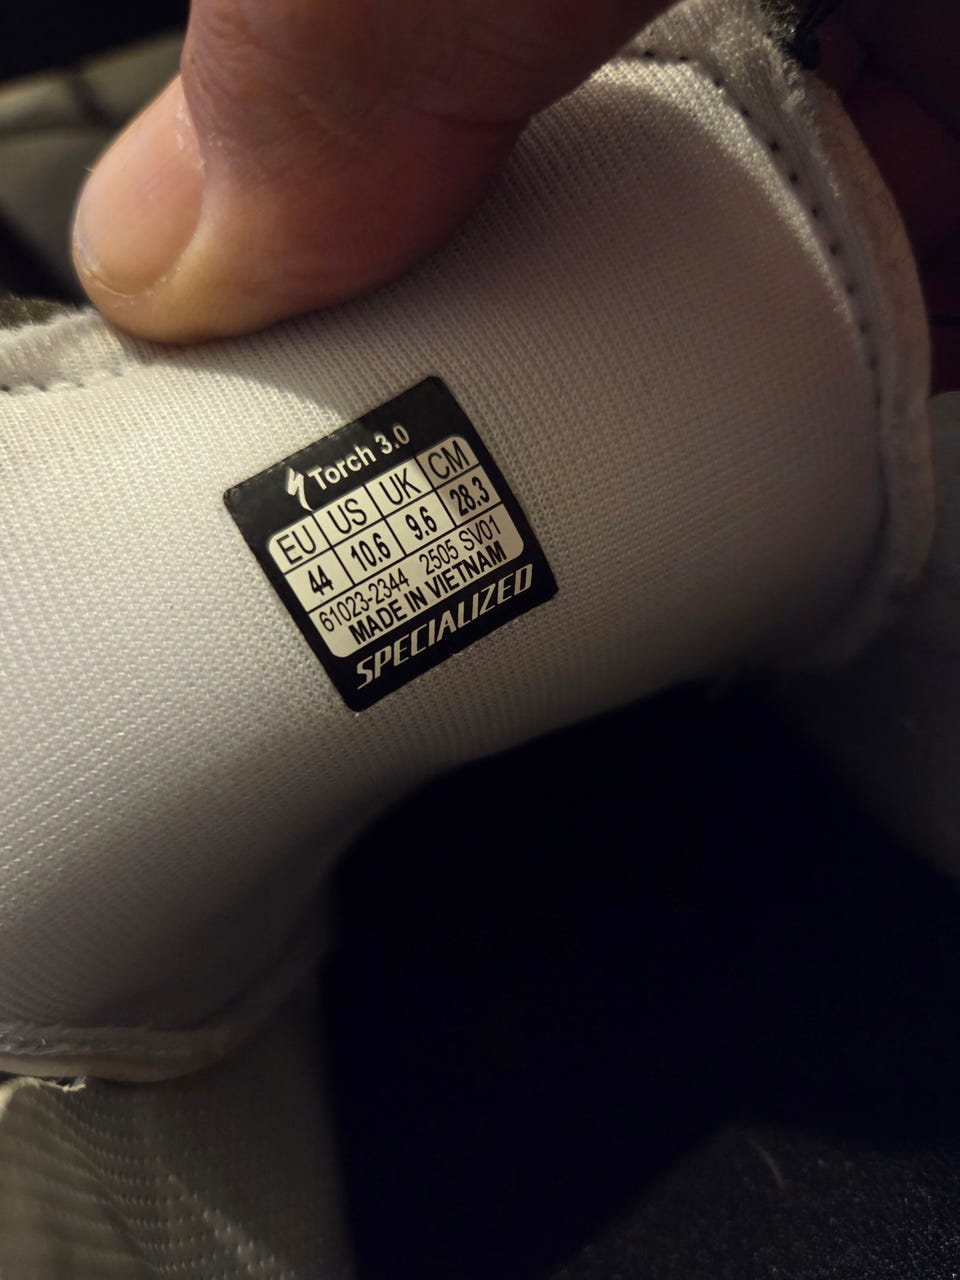 Torch 3.0
EU US UK CM
44 10.6 9.6 28.3
61023-2344 2505 SV01
MADE IN VIETNAM
SPECIALIZED